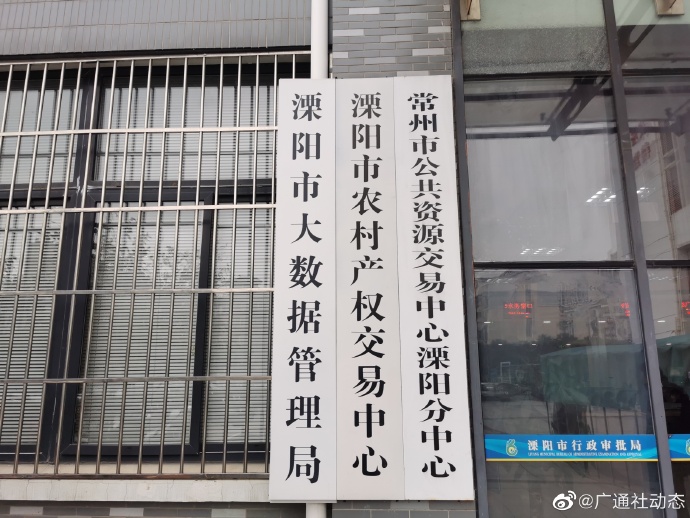 溧阳市大数据管理局
溧阳市农村产权交易中心
常州市公共资源交易中心溧阳分中心
溧阳市行政审批局
@广通社动态